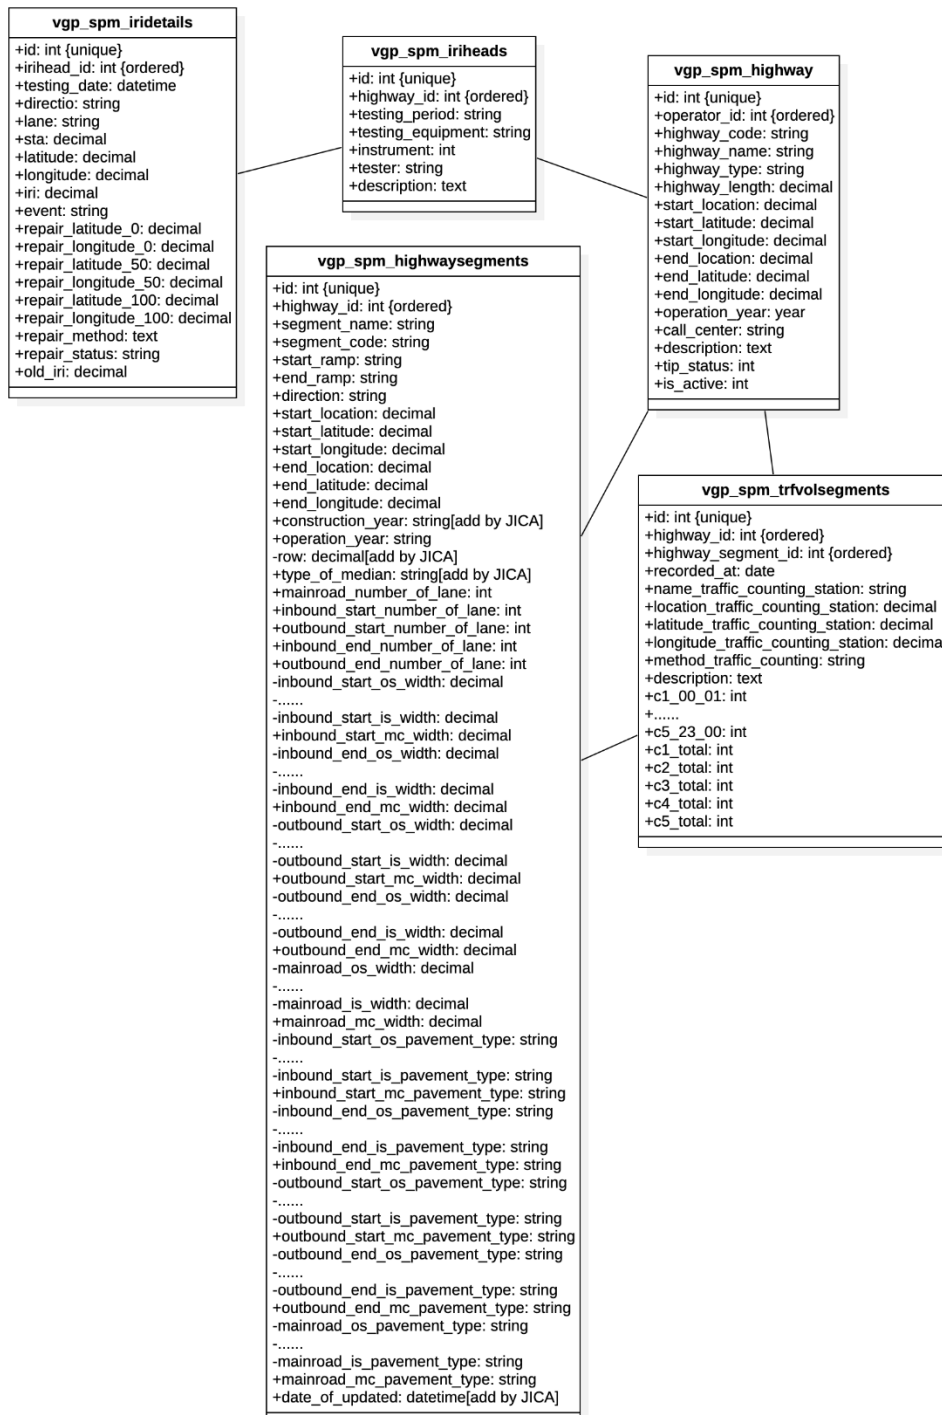 vgp_spm_iridetails
+id: int {unique}
+irihead_id: int {ordered}
+testing_date: datetime
+directio: string
+lane: string
+sta: decimal
+latitude: decimal
+longitude: decimal
+iri: decimal
+event: string
+repair_latitude_0: decimal
+repair_longitude_0: decimal
+repair_latitude_50: decimal
+repair_longitude_50: decimal
+repair_latitude_100: decimal
+repair_longitude_100: decimal
+repair_method: text
+repair_status: string
+old_iri: decimal
vgp_spm_iriheads
+id: int {unique}
+highway_id: int {ordered}
+testing_period: string
+testing_equipment: string
+instrument: int
+tester: string
+description: text
vgp_spm_highway
+id: int {unique}
+operator_id: int {ordered}
+highway_code: string
+highway_name: string
+highway_type: string
+highway_length: decimal
+start_location: decimal
+start_latitude: decimal
+start_longitude: decimal
+end_location: decimal
+end_latitude: decimal
+end_longitude: decimal
+operation_year: year
+call_center: string
+description: text
+tip_status: int
+is_active: int
vgp_spm_highwaysegments
+id: int {unique}
+highway_id: int {ordered}
+segment_name: string
+segment_code: string
+start_ramp: string
+end_ramp: string
+direction: string
+start_location: decimal
+start_latitude: decimal
+start_longitude: decimal
+end_location: decimal
+end_latitude: decimal
+end_longitude: decimal
+construction_year: string[add by JICA]
+operation_year: string
-row: decimal[add by JICA]
+type_of_median: string[add by JICA]
+mainroad_number_of_lane: int
+inbound_start_number_of_lane: int
+outbound_start_number_of_lane: int
+inbound_end_number_of_lane: int
+outbound_end_number_of_lane: int
-inbound_start_os_width: decimal
-......
-inbound_start_is_width: decimal
+inbound_start_mc_width: decimal
-inbound_end_os_width: decimal
-......
-inbound_end_is_width: decimal
+inbound_end_mc_width: decimal
-outbound_start_os_width: decimal
-......
-outbound_start_is_width: decimal
+outbound_start_mc_width: decimal
-outbound_end_os_width: decimal
-......
-outbound_end_is_width: decimal
+outbound_end_mc_width: decimal
-mainroad_os_width: decimal
-......
-mainroad_is_width: decimal
+mainroad_mc_width: decimal
-inbound_start_os_pavement_type: string
-......
-inbound_start_is_pavement_type: string
+inbound_start_mc_pavement_type: string
-inbound_end_os_pavement_type: string
-......
-inbound_end_is_pavement_type: string
+inbound_end_mc_pavement_type: string
-outbound_start_os_pavement_type: string
-......
-outbound_start_is_pavement_type: string
+outbound_start_mc_pavement_type: string
-outbound_end_os_pavement_type: string
-......
-outbound_end_is_pavement_type: string
+outbound_end_mc_pavement_type: string
-mainroad_os_pavement_type: string
-......
-mainroad_is_pavement_type: string
+mainroad_mc_pavement_type: string
+date_of_updated: datetime[add by JICA]
vgp_spm_trfvolsegments
+id: int {unique}
+highway_id: int {ordered}
+highway_segment_id: int {ordered}
+recorded_at: date
+name_traffic_counting_station: string
+location_traffic_counting_station: decimal
+latitude_traffic_counting_station: decimal
+longitude_traffic_counting_station: decima
+method_traffic_counting: string
+description: text
+c1_00_01: int
+......
+c5_23_00: int
+c1_total: int
+c2_total: int
+c3_total: int
+c4_total: int
+c5_total: int